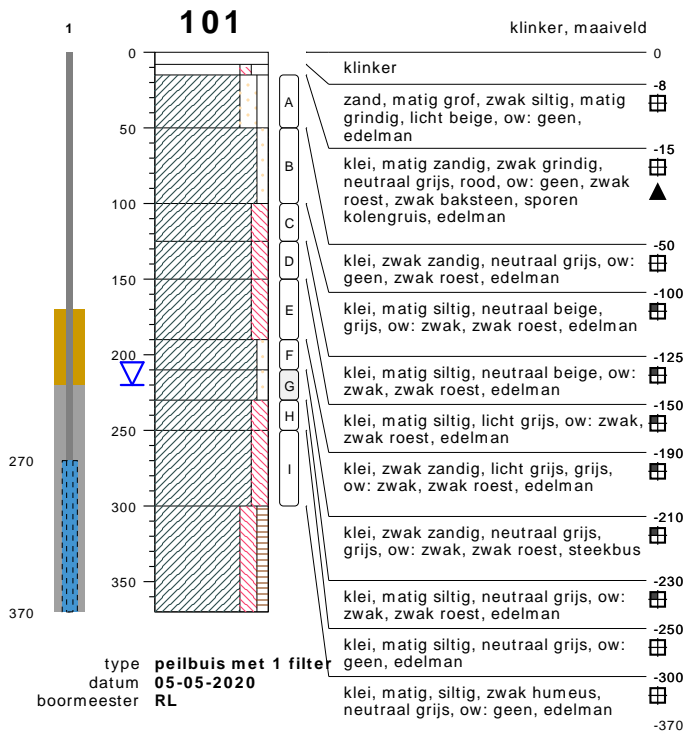 1
101
klinker, maaiveld
0
50
100
150
200
250
300
350
270
370
A
B
C
D
E
F
G
H
I
0
klinker
-8
zand, matig grof, zwak siltig, matig
grindig, licht beige, ow: geen,
edelman
-15
klei, matig zandig, zwak grindig,
neutraal grijs, rood, ow: geen, zwak
roest, zwak baksteen, sporen
kolengruis, edelman
-50
klei, zwak zandig, neutraal grijs, ow:
geen, zwak roest, edelman
-100
klei, matig siltig, neutraal beige,
grijs, ow: zwak, zwak roest, edelman
-125
klei, matig siltig, neutraal beige, ow:
zwak, zwak roest, edelman
-150
klei, matig siltig, licht grijs, ow: zwak,
zwak roest, edelman
-190
klei, zwak zandig, licht grijs, grijs,
ow: zwak, zwak roest, edelman
-210
klei, zwak zandig, neutraal grijs,
grijs, ow: zwak, zwak roest, steekbus
-230
klei, matig siltig, neutraal grijs, ow:
zwak, zwak roest, edelman
-250
klei, matig siltig, neutraal grijs, ow:
geen, edelman
-300
klei, matig, siltig, zwak humeus,
neutraal grijs, ow: geen, edelman
-370
type peilbuis met 1 filter
datum 05-05-2020
boormeester RL